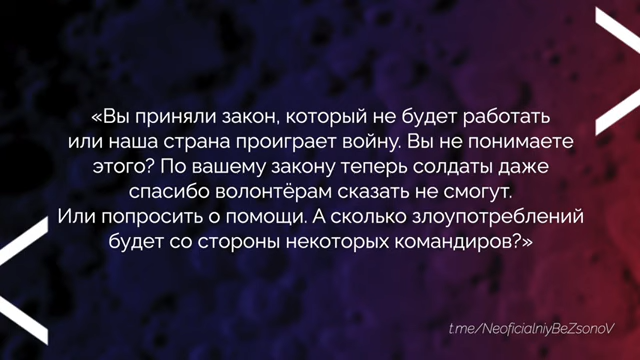 «Вы приняли закон, который не будет работать
или наша страна проиграет войну. Вы не понимаете
этого? По вашему закону теперь солдаты даже
спасибо волонтёрам сказать не смогут.
Или попросить о помощи. А сколько злоупотреблений
будет со стороны некоторых командиров?»
t.me/NeoficialniyBeZsonoV